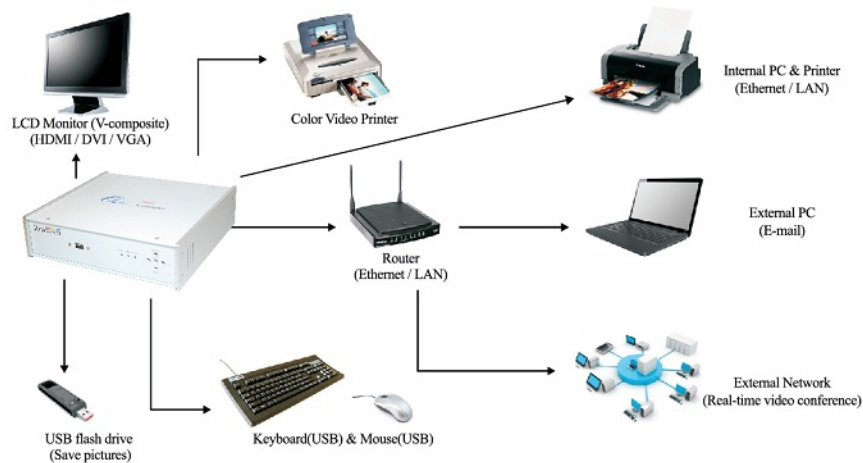 LCD Monitor (V-composite)
(HDMI / DVI / VGA)
Color Video Printer
Internal PC & Printer
(Ethernet / LAN)
Router
(Ethernet / LAN)
External PC
(E-mail)
USB flash drive
(Save pictures)
Keyboard(USB) & Mouse(USB)
External Network
(Real-time video conference)